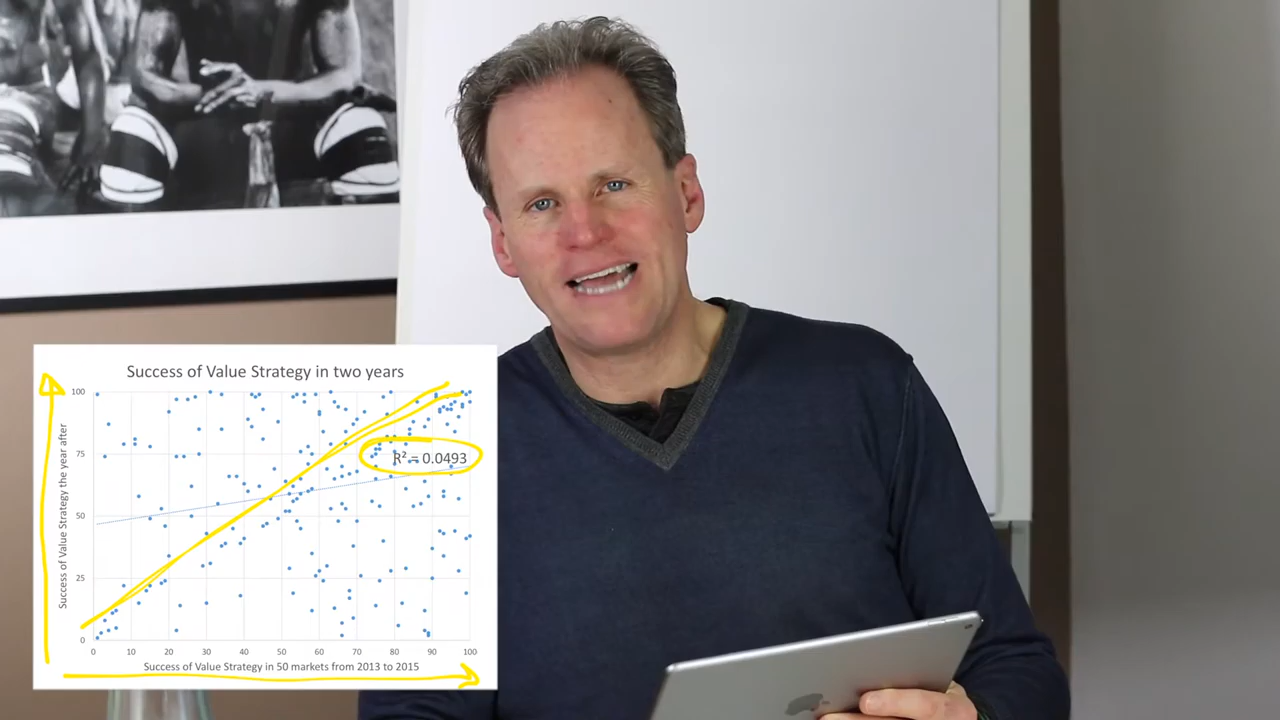 Success of Value Strategy in two years
100
75
50
25
0
Success of Value Strategy the year after
R² = 0.0493
0 10 20 30 40 50 60 70 80 90 100
Success of Value Strategy in 50 markets from 2013 to 2015